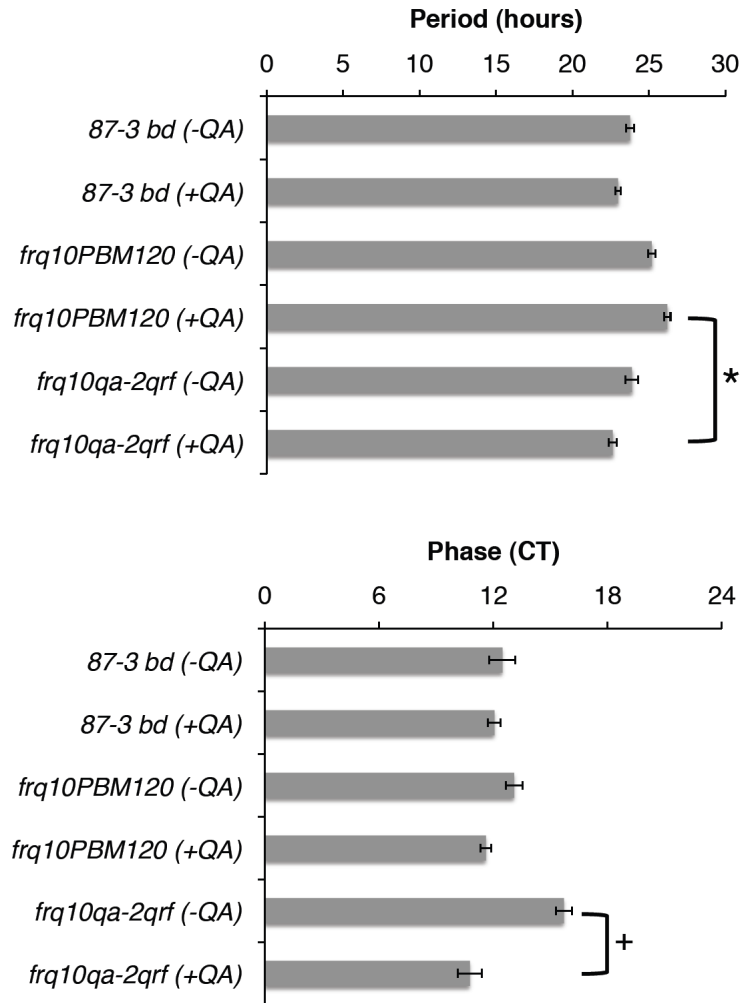 Period (hours)
0 5 10 15 20 25 30
87-3 bd (-QA)
87-3 bd (+QA)
frq10PBM120 (-QA)
frq10PBM120 (+QA)
frq10qa-2qrf (-QA)
frq10qa-2qrf (+QA)
*
Phase (CT)
0 6 12 18 24
87-3 bd (-QA)
87-3 bd (+QA)
frq10PBM120 (-QA)
frq10PBM120 (+QA)
frq10qa-2qrf (-QA)
frq10qa-2qrf (+QA)
+